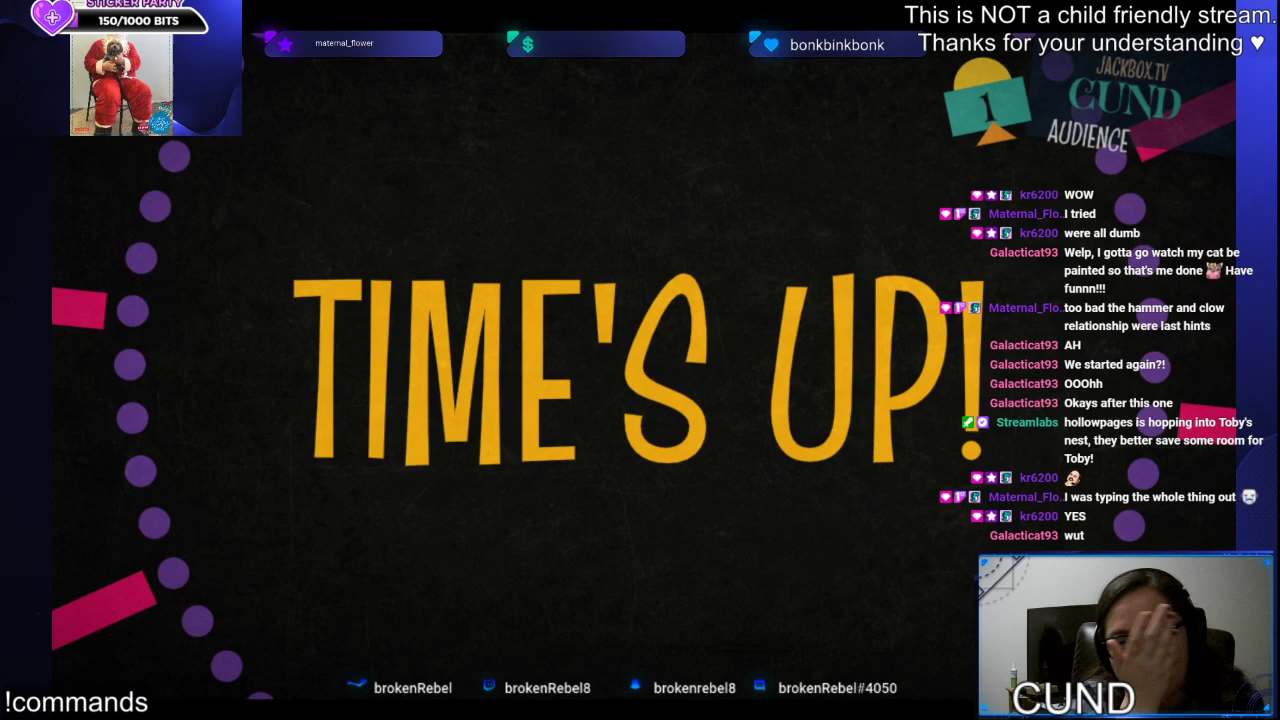 STICKER PARTY
150/1000 BITS
maternal_flower
$
bonkbinkbonk
This is NOT a child friendly stream.
Thanks for your understanding ♥
JACKBOX.TV
CUND
1
AUDIENCE
TIME'S UP!
kr6200 WOW
Maternal_Flo.. I tried
kr6200 were all dumb
Galacticat93 Welp, I gotta go watch my cat be
painted so that's me done Have
funnn!!!
Maternal_Flo.. too bad the hammer and clow
relationship were last hints
Galacticat93 AH
Galacticat93 We started again?!
Galacticat93 OOOhh
Galacticat93 Okays after this one
Streamlabs hollowpages is hopping into Toby's
nest, they better save some room for
Toby!
kr6200
Maternal_Flo.. I was typing the whole thing out
kr6200 YES
Galacticat93 wut
CUND
brokenRebel
brokenRebel8
brokenrebel8
brokenRebel#4050
!commands